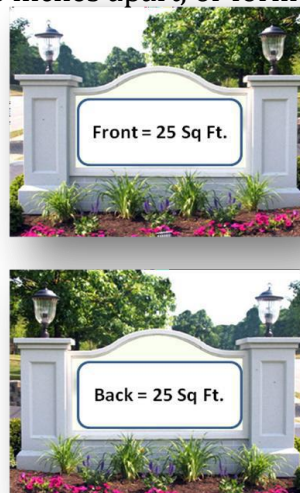 inches apart, or form
Front = 25 Sq Ft.
Back = 25 Sq Ft.